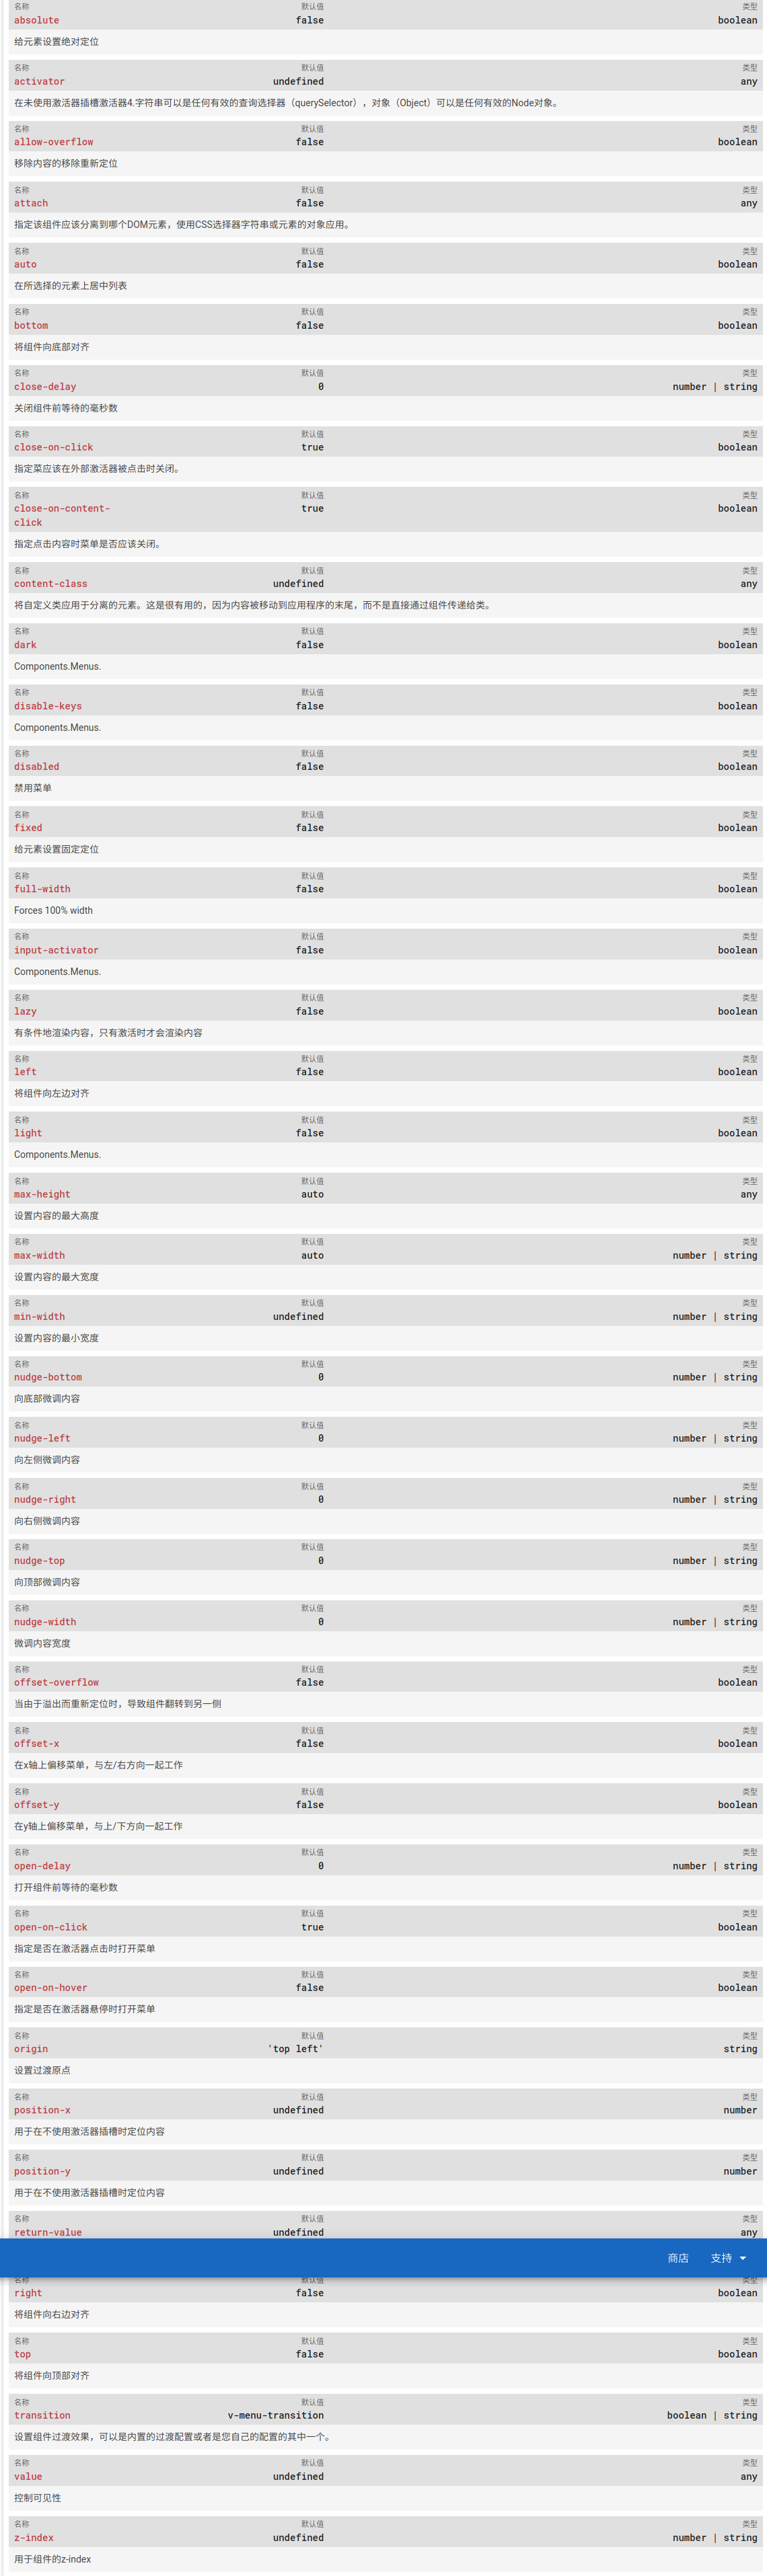 名称 默认值 类型
absolute false boolean
给元素设置绝对定位
名称 默认值 类型
activator undefined any
在未使用激活器插槽激活器4.字符串可以是任何有效的查询选择器（querySelector），对象（Object）可以是任何有效的Node对象。
名称 默认值 类型
allow-overflow false boolean
移除内容的移除重新定位
名称 默认值 类型
attach false any
指定该组件应该分离到哪个DOM元素，使用CSS选择器字符串或元素的对象应用。
名称 默认值 类型
auto false boolean
在所选择的元素上居中列表
名称 默认值 类型
bottom false boolean
将组件向底部对齐
名称 默认值 类型
close-delay 0 number | string
关闭组件前等待的毫秒数
名称 默认值 类型
close-on-click true boolean
指定菜应该在外部激活器被点击时关闭。
名称 默认值 类型
close-on-content- true boolean
click
指定点击内容时菜单是否应该关闭。
名称 默认值 类型
content-class undefined any
将自定义类应用于分离的元素。这是很有用的，因为内容被移动到应用程序的末尾，而不是直接通过组件传递给类。
名称 默认值 类型
dark false boolean
Components.Menus.
名称 默认值 类型
disable-keys false boolean
Components.Menus.
名称 默认值 类型
disabled false boolean
禁用菜单
名称 默认值 类型
fixed false boolean
给元素设置固定定位
名称 默认值 类型
full-width false boolean
Forces 100% width
名称 默认值 类型
input-activator false boolean
Components.Menus.
名称 默认值 类型
lazy false boolean
有条件地渲染内容，只有激活时才会渲染内容
名称 默认值 类型
left false boolean
将组件向左边对齐
名称 默认值 类型
light false boolean
Components.Menus.
名称 默认值 类型
max-height auto any
设置内容的最大高度
名称 默认值 类型
max-width auto number | string
设置内容的最大宽度
名称 默认值 类型
min-width undefined number | string
设置内容的最小宽度
名称 默认值 类型
nudge-bottom 0 number | string
向底部微调内容
名称 默认值 类型
nudge-left 0 number | string
向左侧微调内容
名称 默认值 类型
nudge-right 0 number | string
向右侧微调内容
名称 默认值 类型
nudge-top 0 number | string
向顶部微调内容
名称 默认值 类型
nudge-width 0 number | string
微调内容宽度
名称 默认值 类型
offset-overflow false boolean
当由于溢出而重新定位时，导致组件翻转到另一侧
名称 默认值 类型
offset-x false boolean
在x轴上偏移菜单，与左/右方向一起工作
名称 默认值 类型
offset-y false boolean
在y轴上偏移菜单，与上/下方向一起工作
名称 默认值 类型
open-delay 0 number | string
打开组件前等待的毫秒数
名称 默认值 类型
open-on-click true boolean
指定是否在激活器点击时打开菜单
名称 默认值 类型
open-on-hover false boolean
指定是否在激活器悬停时打开菜单
名称 默认值 类型
origin 'top left' string
设置过渡原点
名称 默认值 类型
position-x undefined number
用于在不使用激活器插槽时定位内容
名称 默认值 类型
position-y undefined number
用于在不使用激活器插槽时定位内容
名称 默认值 类型
return-value undefined any
商店 支持
名称 默认值 类型
right false boolean
将组件向右边对齐
名称 默认值 类型
top false boolean
将组件向顶部对齐
名称 默认值 类型
transition v-menu-transition boolean | string
设置组件过渡效果，可以是内置的过渡配置或者是您自己的配置的其中一个。
名称 默认值 类型
value undefined any
控制可见性
名称 默认值 类型
z-index undefined number | string
用于组件的z-index